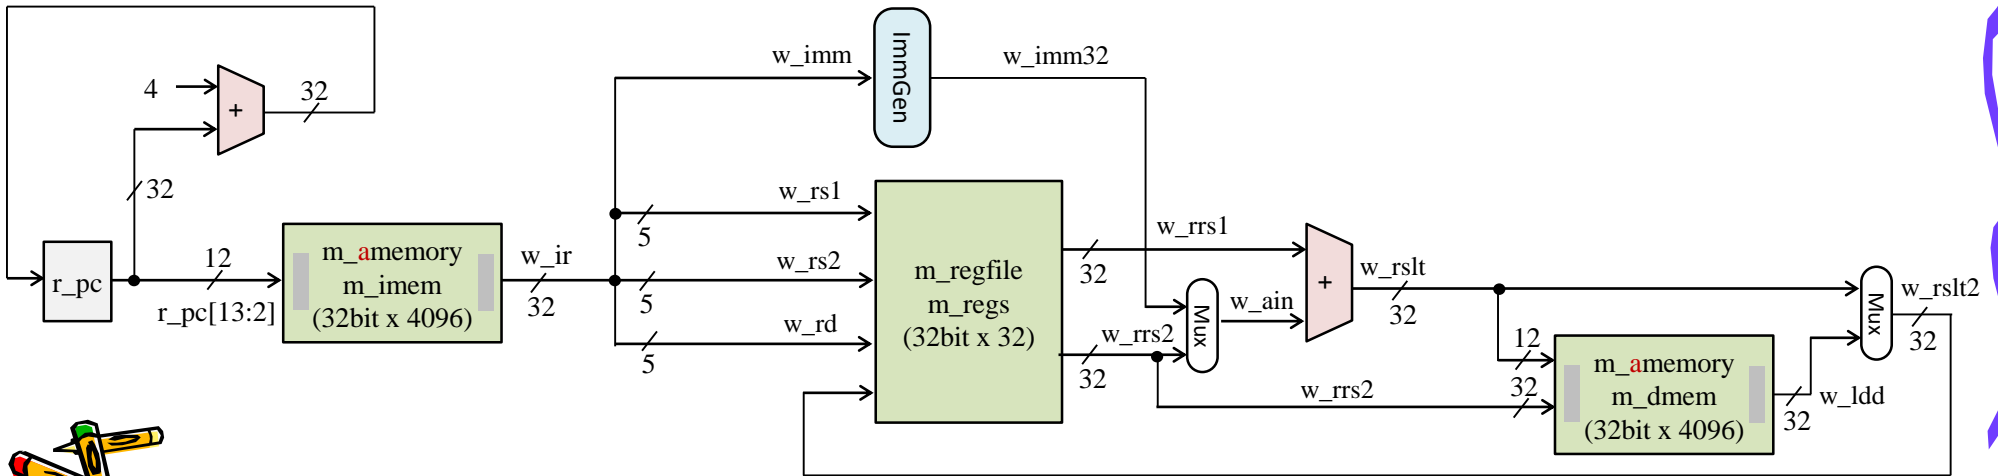 4
+
32
32
r_pc
12
r_pc[13:2]
m_amemory
m_imem
(32bit x 4096)
w_ir
32
w_imm
ImmGen
w_imm32
w_rs1
5
w_rs2
5
w_rd
5
m_regfile
m_regs
(32bit x 32)
w_rrs1
32
w_rrs2
32
Mux
w_ain
+
w_rslt
32
w_rrs2
12
32
m_amemory
m_dmem
(32bit x 4096)
32
w_ldd
Mux
w_rslt2
32